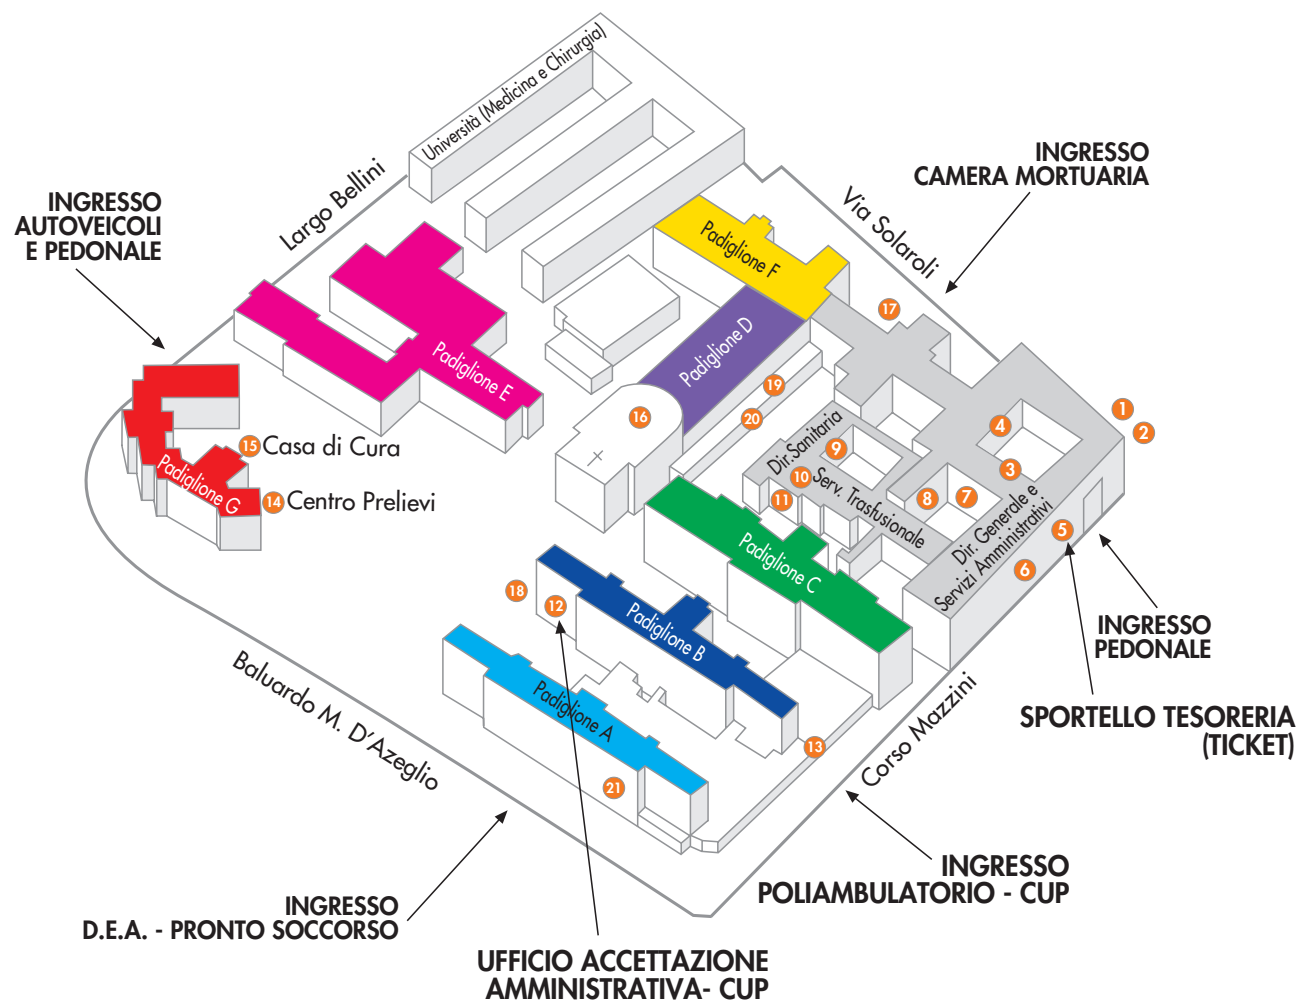 Università (Medicina e Chirurgia)
INGRESSO
CAMERA MORTUARIA
Largo Bellini
Via Solaroli
INGRESSO
AUTOVEICOLI
E PEDONALE
Padiglione F
17
Padiglione D
Padiglione E
19
20
16
1
2
4
3
Dir.Sanitaria
9
10
Serv. Trasfusionale
11
8
7
Dir. Generale e
Servizi Amministrativi
5
6
15
Casa di Cura
Padiglione G
14
Centro Prelievi
Padiglione C
18
12
Padiglione B
INGRESSO
PEDONALE
Padiglione A
SPORTELLO TESORERIA
(TICKET)
Baluardo M. D'Azeglio
Corso Mazzini
13
21
INGRESSO
POLIAMBULATORIO - CUP
INGRESSO
D.E.A. - PRONTO SOCCORSO
UFFICIO ACCETTAZIONE
AMMINISTRATIVA- CUP